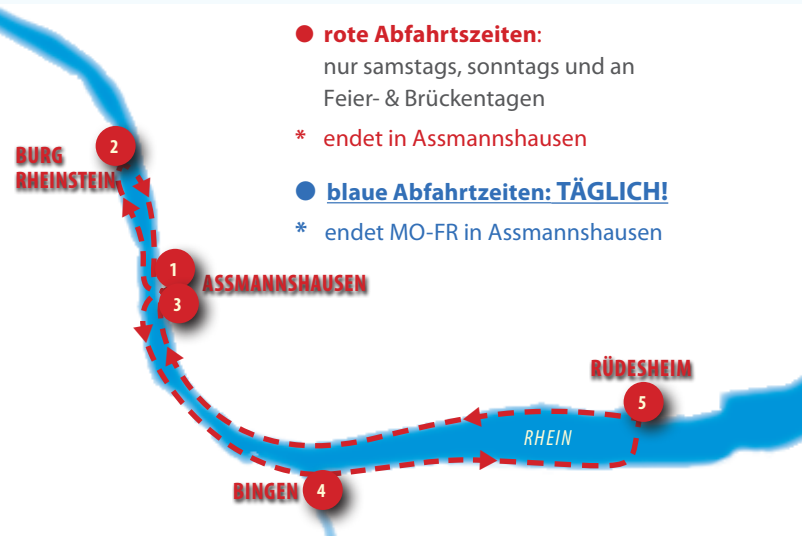 ● rote Abfahrtszeiten:
nur samstags, sonntags und an
Feier- & Brückentagen
* endet in Assmannshausen
● blaue Abfahrtzeiten: TÄGLICH!
* endet MO-FR in Assmannshausen
2
BURG
RHEINSTEIN
1
ASSMANNSHAUSEN
3
RÜDESHEIM
5
RHEIN
BINGEN
4